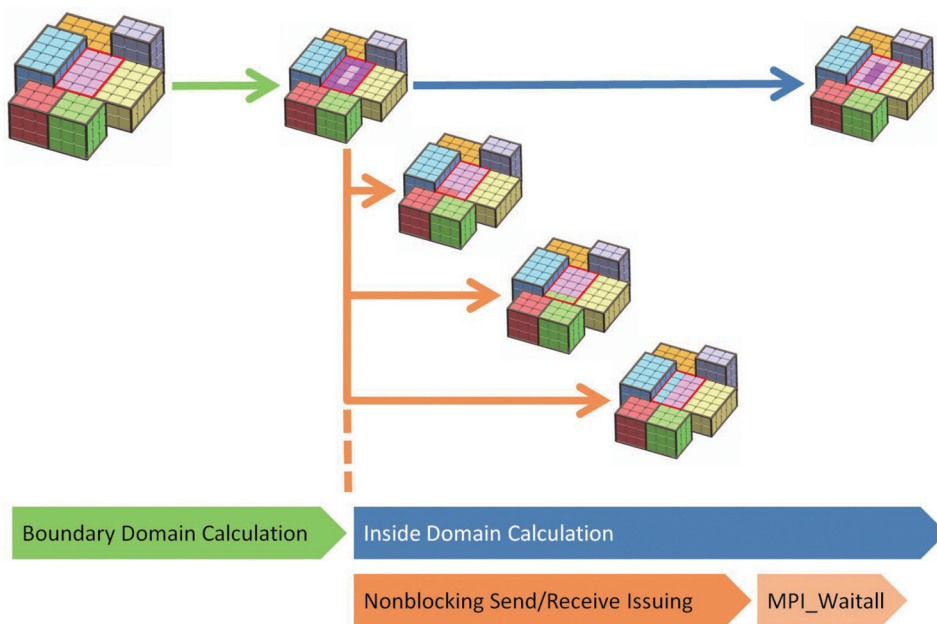 Boundary Domain Calculation
Inside Domain Calculation
Nonblocking Send/Receive Issuing
MPI_Waitall